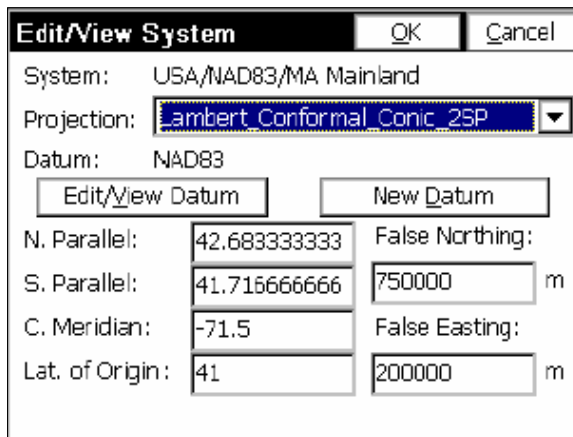 Edit/View System OK Cancel
System: USA/NAD83/MA Mainland
Projection: Lambert_Conformal_Conic_2SP
Datum: NAD83
Edit/View Datum New Datum
N. Parallel: 42.683333333 False Northing:
S. Parallel: 41.716666666 750000 m
C. Meridian: -71.5 False Easting:
Lat. of Origin: 41 200000 m